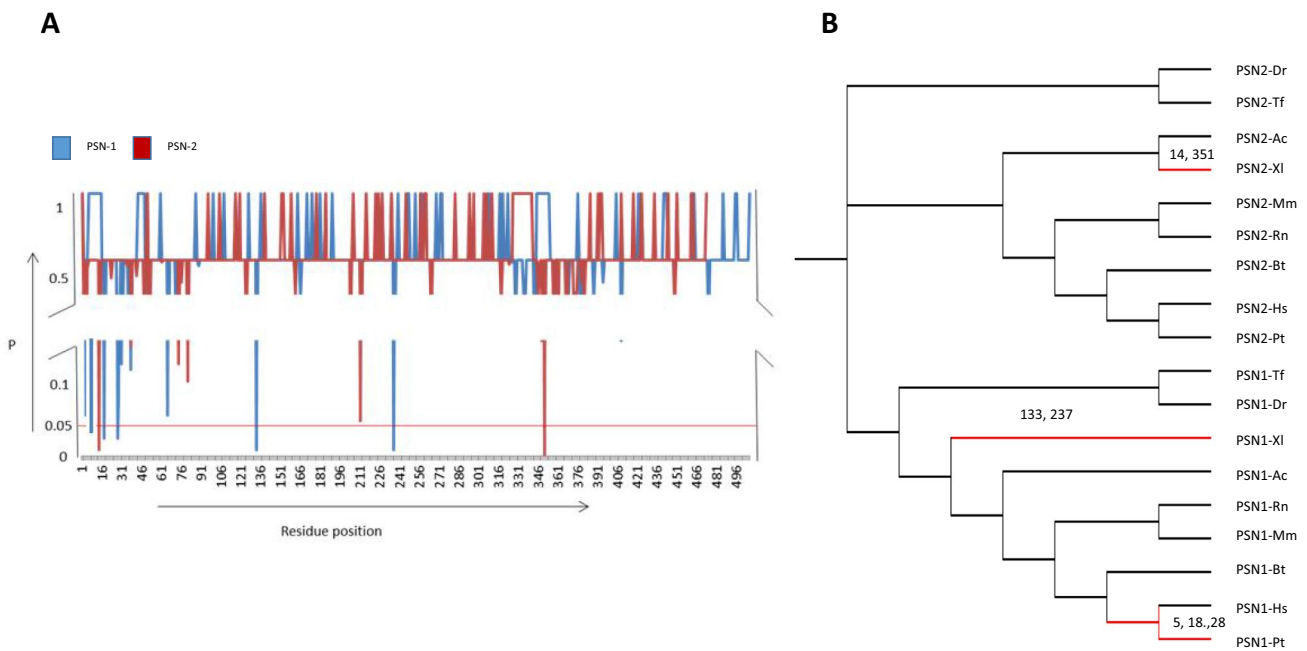 A
B
PSN-1
PSN-2
1
0.5
P
0.1
0.05
0
1
16
31
46
61
76
91
106
121
136
151
166
181
196
211
226
241
256
271
286
301
316
331
346
361
376
391
406
421
436
451
466
481
496
Residue position
PSN2-Dr
PSN2-Tf
PSN2-Ac
14, 351
PSN2-Xl
PSN2-Mm
PSN2-Rn
PSN2-Bt
PSN2-Hs
PSN2-Pt
PSN1-Tf
PSN1-Dr
133, 237
PSN1-Xl
PSN1-Ac
PSN1-Rn
PSN1-Mm
PSN1-Bt
PSN1-Hs
5, 18.,28
PSN1-Pt